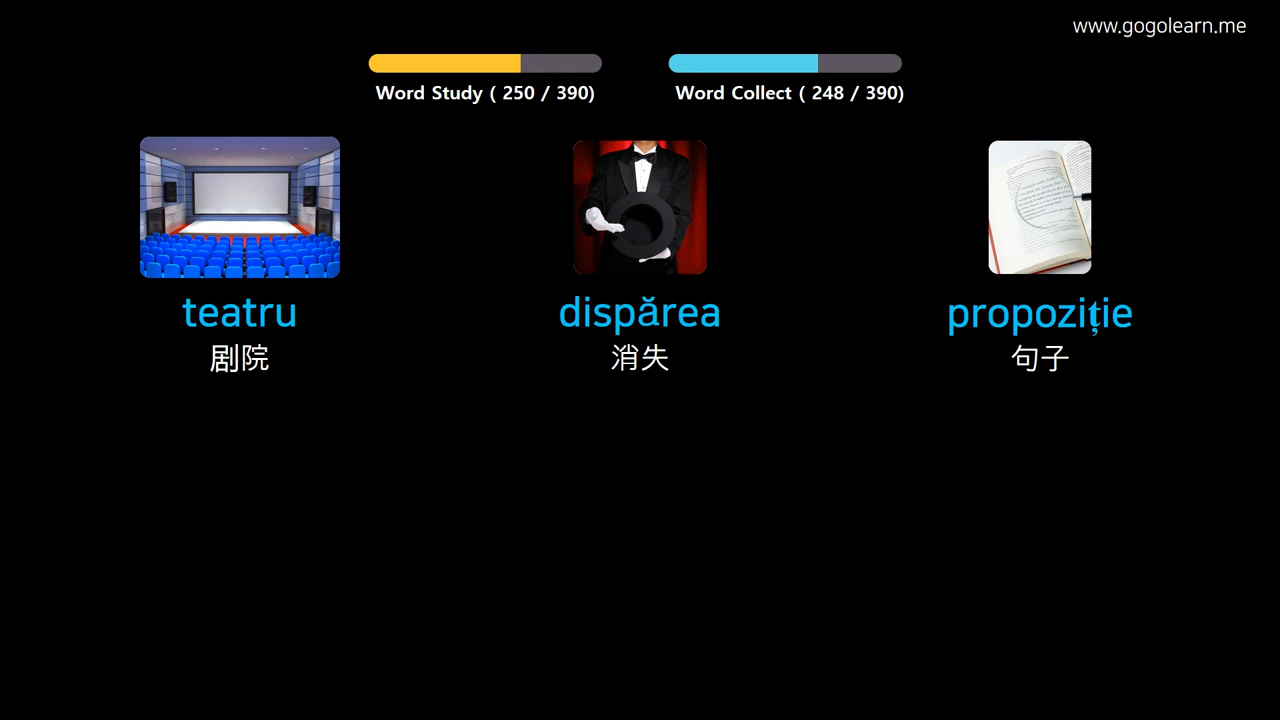 www.gogolearn.me
Word Study ( 250 / 390)
Word Collect ( 248 / 390)
teatru
dispărea
propoziție
剧院
消失
句子